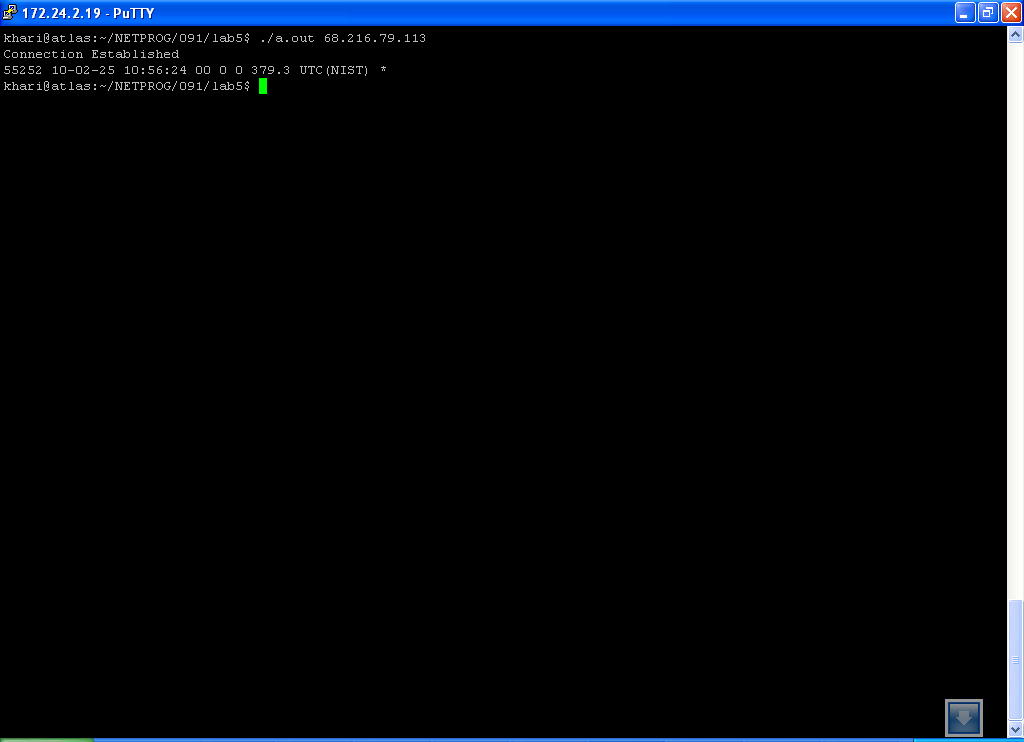 172.24.2.19 - PuTTY
khari@atlas:~/NETPROG/091/lab5$ ./a.out 68.216.79.113
Connection Established
55252 10-02-25 10:56:24 00 0 0 379.3 UTC(NIST) *
khari@atlas:~/NETPROG/091/lab5$